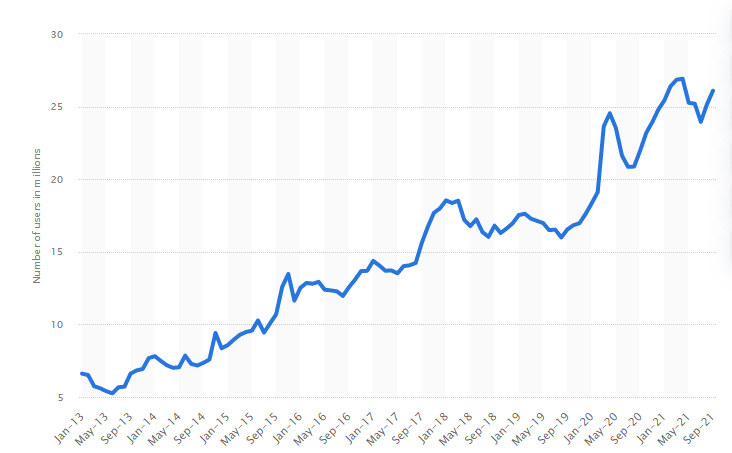 30
25
20
15
10
5
Number of users in millions
Jan-13
May-13
Sep-13
Jan-14
May-14
Sep-14
Jan-15
May-15
Sep-15
Jan-16
May-16
Sep-16
Jan-17
May-17
Sep-17
Jan-18
May-18
Sep-18
Jan-19
May-19
Sep-19
Jan-20
May-20
Sep-20
Jan-21
May-21
Sep-21